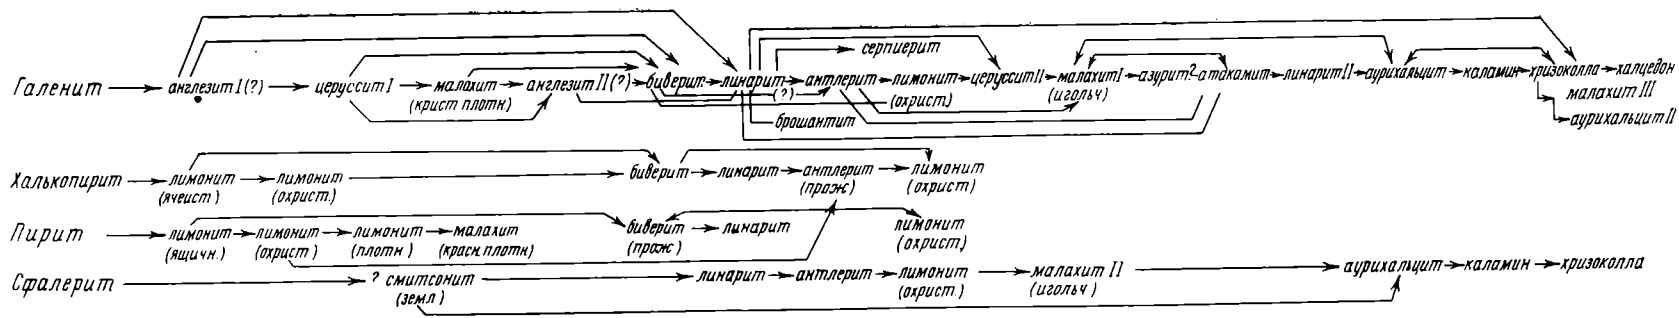 серпиерит
Галенит англезит I (?) церуссит I малахит англезит II (?) биверит линарит антлерит лимонит церуссит II малахит I азурит ? атакамит линарит II аурихальцит каламин хризоколла халцедон
(крист плотн.) (?) (охрист.) (игольч) малахит III
брошантит аурихальцит II
Халькопирит лимонит лимонит биверит линарит антлерит лимонит
(ячеист.) (охрист.) (прож) (охрист.)
Пирит лимонит лимонит лимонит малахит биверит линарит лимонит
(ящичн.) (охрист) (плотн) (красн. плотн) (прож) (охрист.)
Сфалерит ? смитсонит линарит антлерит лимонит малахит II аурихальцит каламин хризоколла
(земл) (охрист.) (игольч)